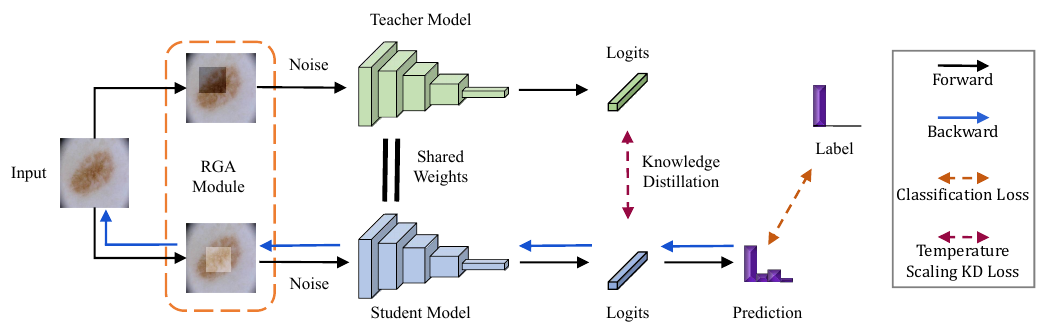 Teacher Model
Noise
Logits
Input
RGA
Module
Shared
Weights
Knowledge
Distillation
Label
Noise
Student Model
Logits
Prediction
Forward
Backward
Classification Loss
Temperature
Scaling KD Loss